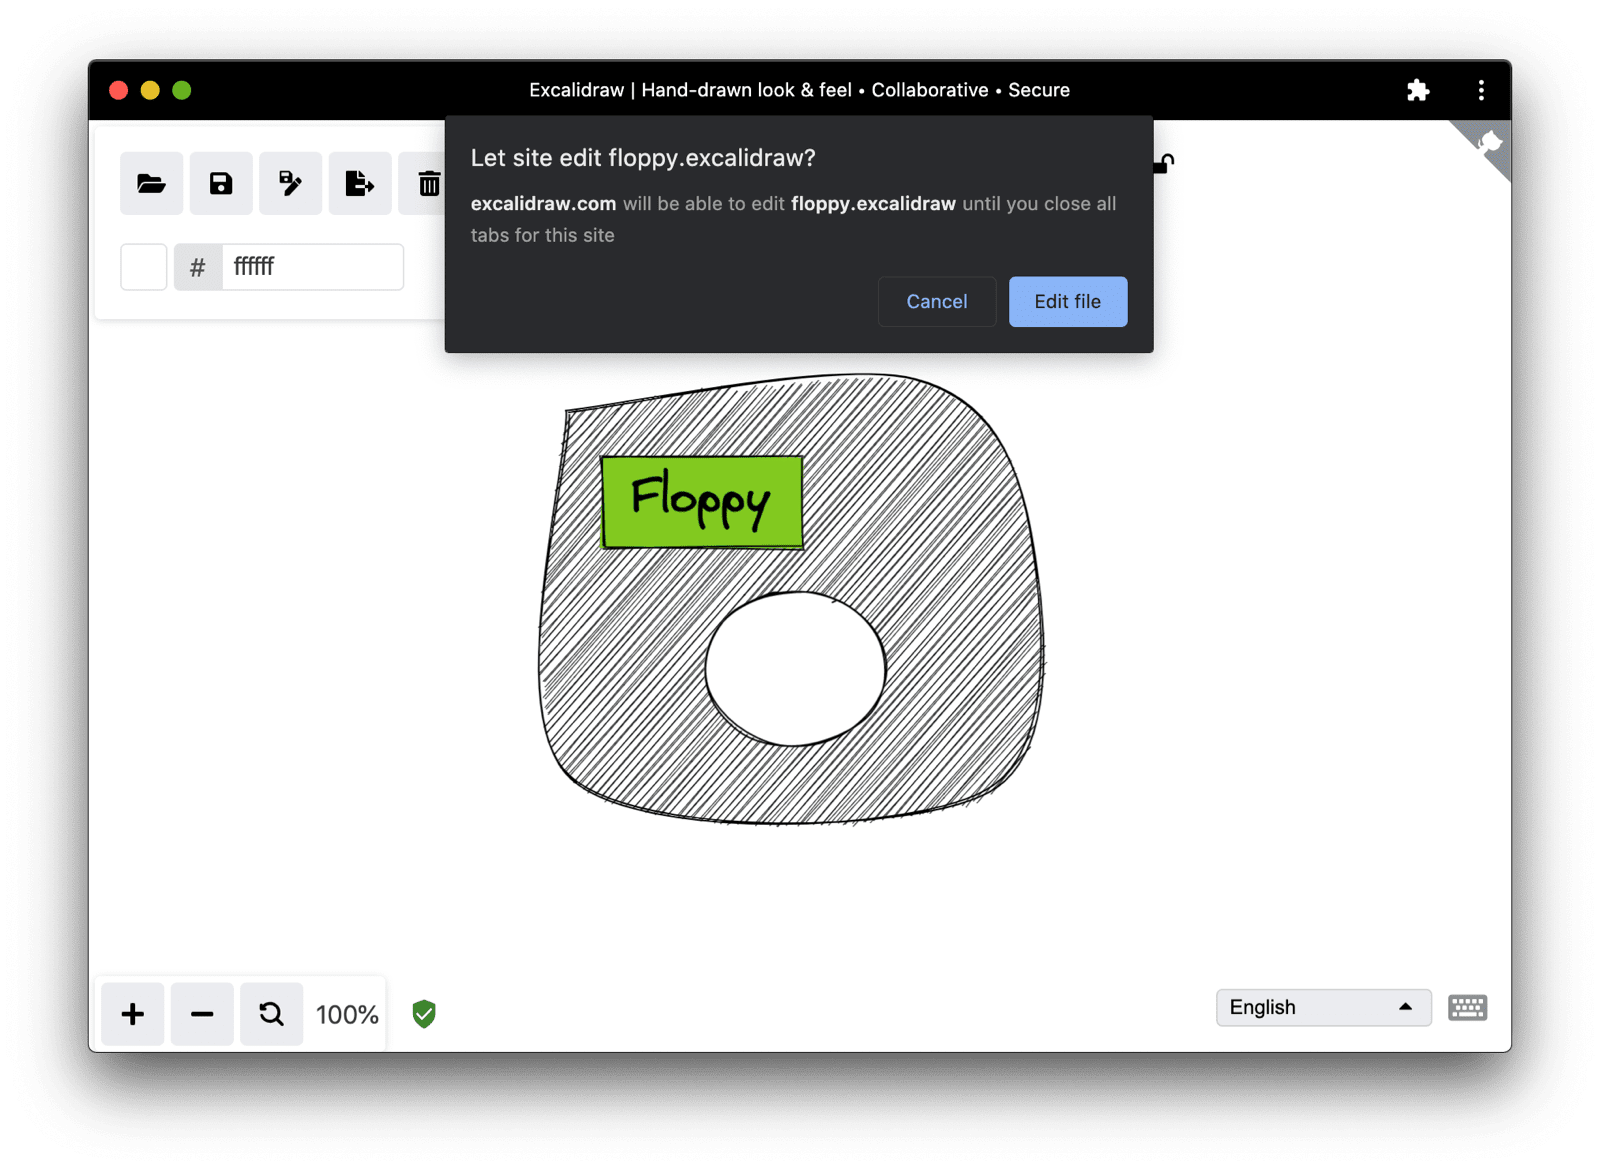 Excalidraw | Hand-drawn look & feel • Collaborative • Secure
Let site edit floppy.excalidraw?
excalidraw.com will be able to edit floppy.excalidraw until you close all
tabs for this site
Cancel
Edit file
# ffffff
Floppy
100%
English